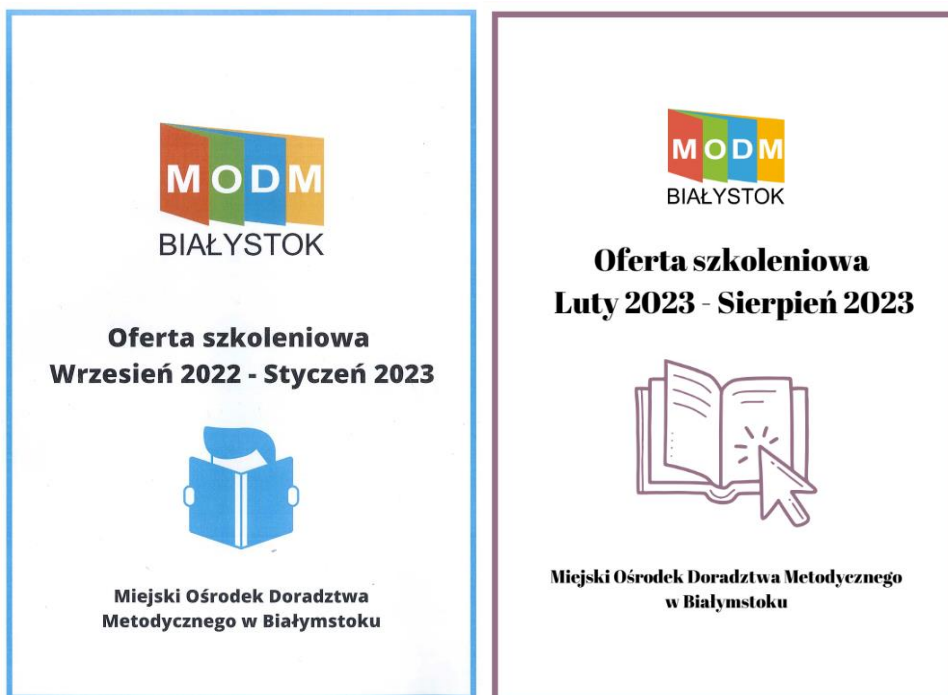 MODM
BIAŁYSTOK
Oferta szkoleniowa
Wrzesień 2022 - Styczeń 2023
Miejski Ośrodek Doradztwa
Metodycznego w Białymstoku
MODM
BIAŁYSTOK
Oferta szkoleniowa
Luty 2023 - Sierpień 2023
Miejski Ośrodek Doradztwa Metodycznego
w Białymstoku